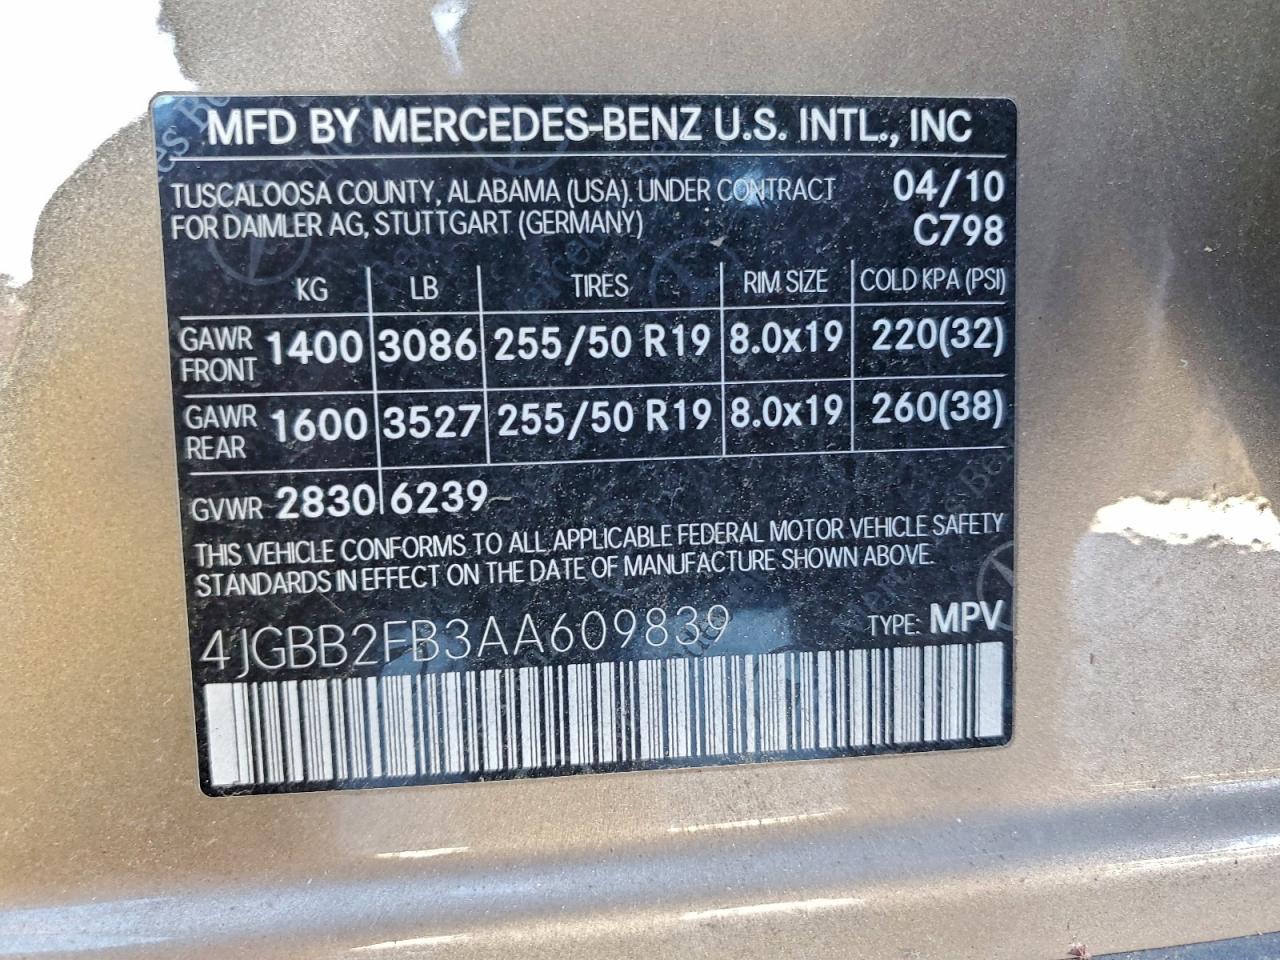 MFD BY MERCEDES-BENZ U.S. INTL., INC
TUSCALOOSA COUNTY, ALABAMA (USA). UNDER CONTRACT 04/10
FOR DAIMLER AG, STUTTGART (GERMANY) C798
KG LB TIRES RIM SIZE COLD KPA (PSI)
GAWR FRONT 1400 3086 255/50 R19 8.0x19 220(32)
GAWR REAR 1600 3527 255/50 R19 8.0x19 260(38)
GVWR 2830 6239
THIS VEHICLE CONFORMS TO ALL APPLICABLE FEDERAL MOTOR VEHICLE SAFETY
STANDARDS IN EFFECT ON THE DATE OF MANUFACTURE SHOWN ABOVE.
4JGBB2FB3AA609839 TYPE: MPV